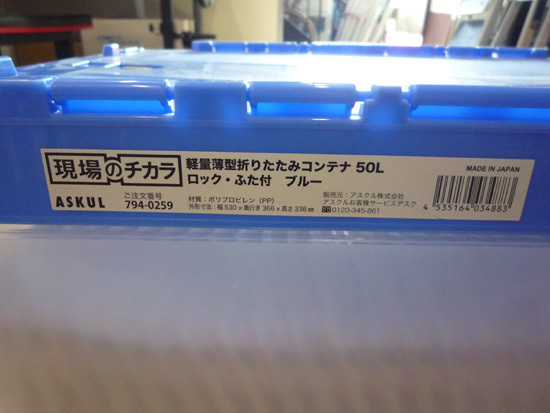 現場のチカラ
ASKUL
ご注文番号
794-0259
軽量薄型折りたたみコンテナ 50L
ロック・ふた付 ブルー
材質：ポリプロピレン（PP）
外形寸法：幅530×奥行き366×高さ336㎜
販売元：アスクル株式会社
アスクルお客様サービスデスク
0120-345-861
MADE IN JAPAN
4 535164 034883